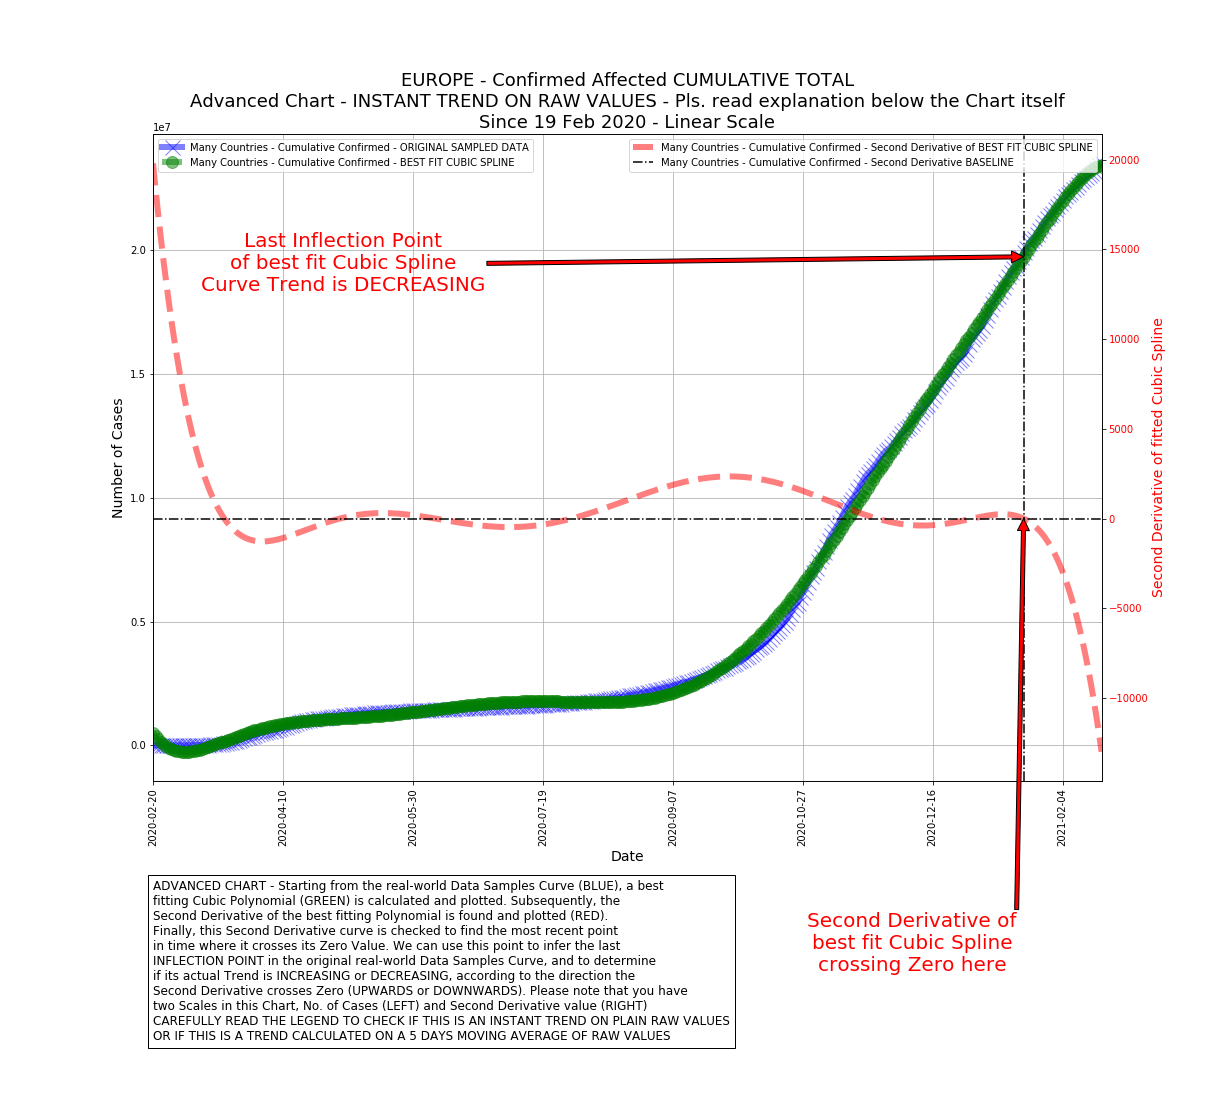 EUROPE - Confirmed Affected CUMULATIVE TOTAL
Advanced Chart - INSTANT TREND ON RAW VALUES - Pls. read explanation below the Chart itself
Since 19 Feb 2020 - Linear Scale
1e7
Many Countries - Cumulative Confirmed - ORIGINAL SAMPLED DATA
Many Countries - Cumulative Confirmed - BEST FIT CUBIC SPLINE
Many Countries - Cumulative Confirmed - Second Derivative of BEST FIT CUBIC SPLINE
Many Countries - Cumulative Confirmed - Second Derivative BASELINE
Last Inflection Point
of best fit Cubic Spline
Curve Trend is DECREASING
Number of Cases
2.0
1.5
1.0
0.5
0.0
20000
15000
10000
5000
0
−5000
−10000
Second Derivative of fitted Cubic Spline
2020-02-20
2020-04-10
2020-05-30
2020-07-19
2020-09-07
2020-10-27
2020-12-16
2021-02-04
Date
ADVANCED CHART - Starting from the real-world Data Samples Curve (BLUE), a best
fitting Cubic Polynomial (GREEN) is calculated and plotted. Subsequently, the
Second Derivative of the best fitting Polynomial is found and plotted (RED).
Finally, this Second Derivative curve is checked to find the most recent point
in time where it crosses its Zero Value. We can use this point to infer the last
INFLECTION POINT in the original real-world Data Samples Curve, and to determine
if its actual Trend is INCREASING or DECREASING, according to the direction the
Second Derivative crosses Zero (UPWARDS or DOWNWARDS). Please note that you have
two Scales in this Chart, No. of Cases (LEFT) and Second Derivative value (RIGHT)
CAREFULLY READ THE LEGEND TO CHECK IF THIS IS AN INSTANT TREND ON PLAIN RAW VALUES
OR IF THIS IS A TREND CALCULATED ON A 5 DAYS MOVING AVERAGE OF RAW VALUES
Second Derivative of
best fit Cubic Spline
crossing Zero here